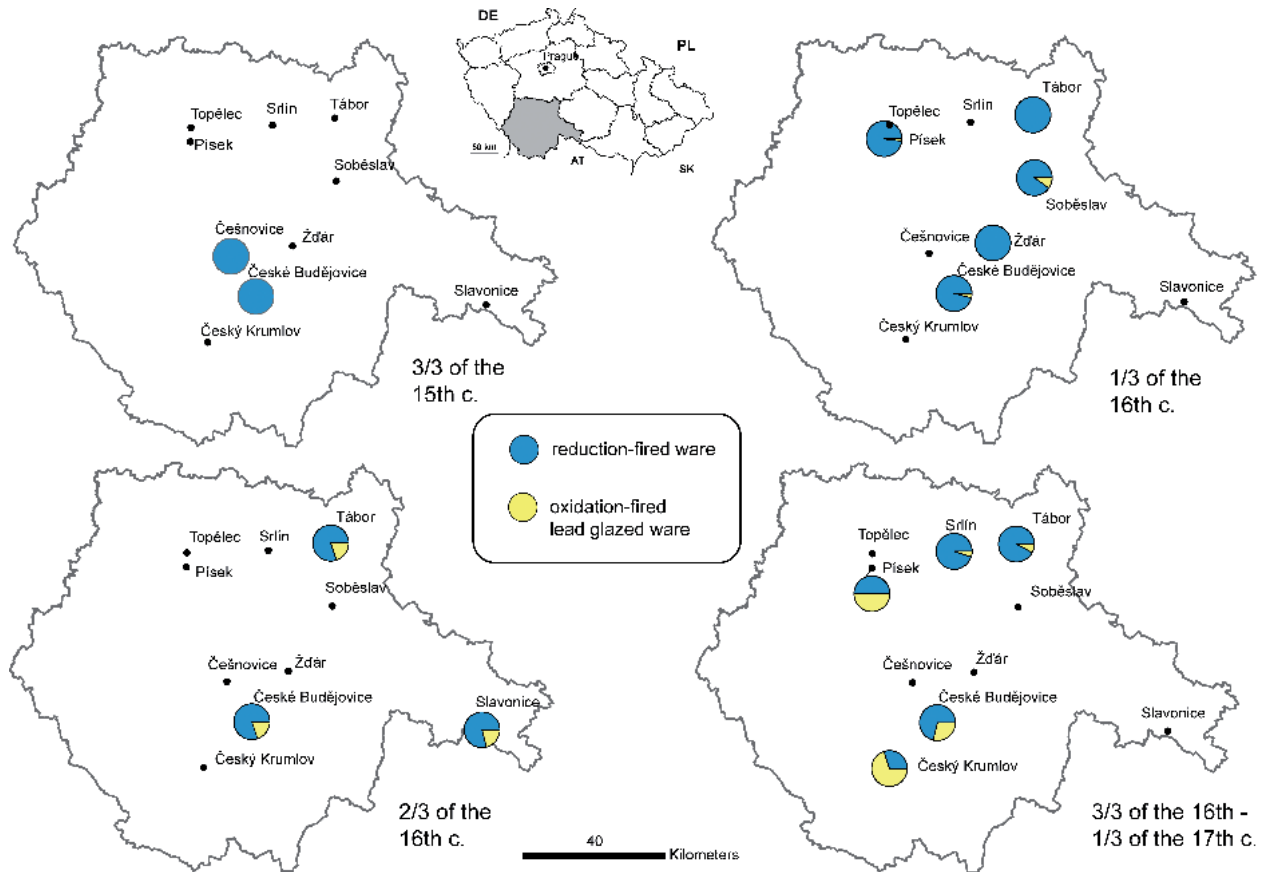 DE
PL
Prague
50 km
AT
SK
Topělec
Srlín
Tábor
Písek
Soběslav
Češnovice
Žďár
České Budějovice
Slavonice
Český Krumlov
3/3 of the
15th c.
Tábor
Topělec
Srlín
Písek
Soběslav
Češnovice
Žďár
České Budějovice
Slavonice
Český Krumlov
1/3 of the
16th c.
reduction-fired ware
oxidation-fired
lead glazed ware
Tábor
Topělec
Srlín
Písek
Soběslav
Češnovice
Žďár
České Budějovice
Slavonice
Český Krumlov
2/3 of the
16th c.
Srlín
Tábor
Topělec
Písek
Soběslav
Češnovice
Žďár
České Budějovice
Slavonice
Český Krumlov
3/3 of the 16th -
1/3 of the 17th c.
40
Kilometers